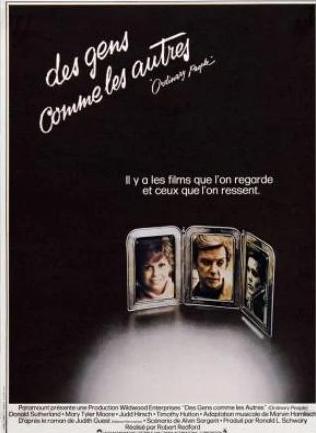 des gens
comme les autres
"Ordinary People"
Il y a les films que l'on regarde
et ceux que l'on ressent.
Paramount présente une Production Wildwood Enterprises "Des Gens comme les Autres" (Ordinary People)
Donald Sutherland • Mary Tyler Moore • Judd Hirsch • Timothy Hutton • Adaptation musicale de Marvin Hamlisch
D'après le roman de Judith Guest Scénario de Alvin Sargent • Produit par Ronald L. Schwary
Réalisé par Robert Redford